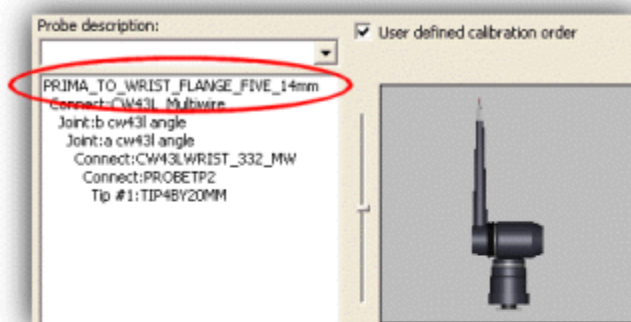 Probe description:
User defined calibration order
PRIMA_TO_WRIST_FLANGE_FIVE_14mm
Connect:CW43L_Multiwire
Joint:b cw43l angle
Joint:a cw43l angle
Connect:CW43LWRIST_332_MW
Connect:PROBETP2
Tip #1:TIP4BY20MM